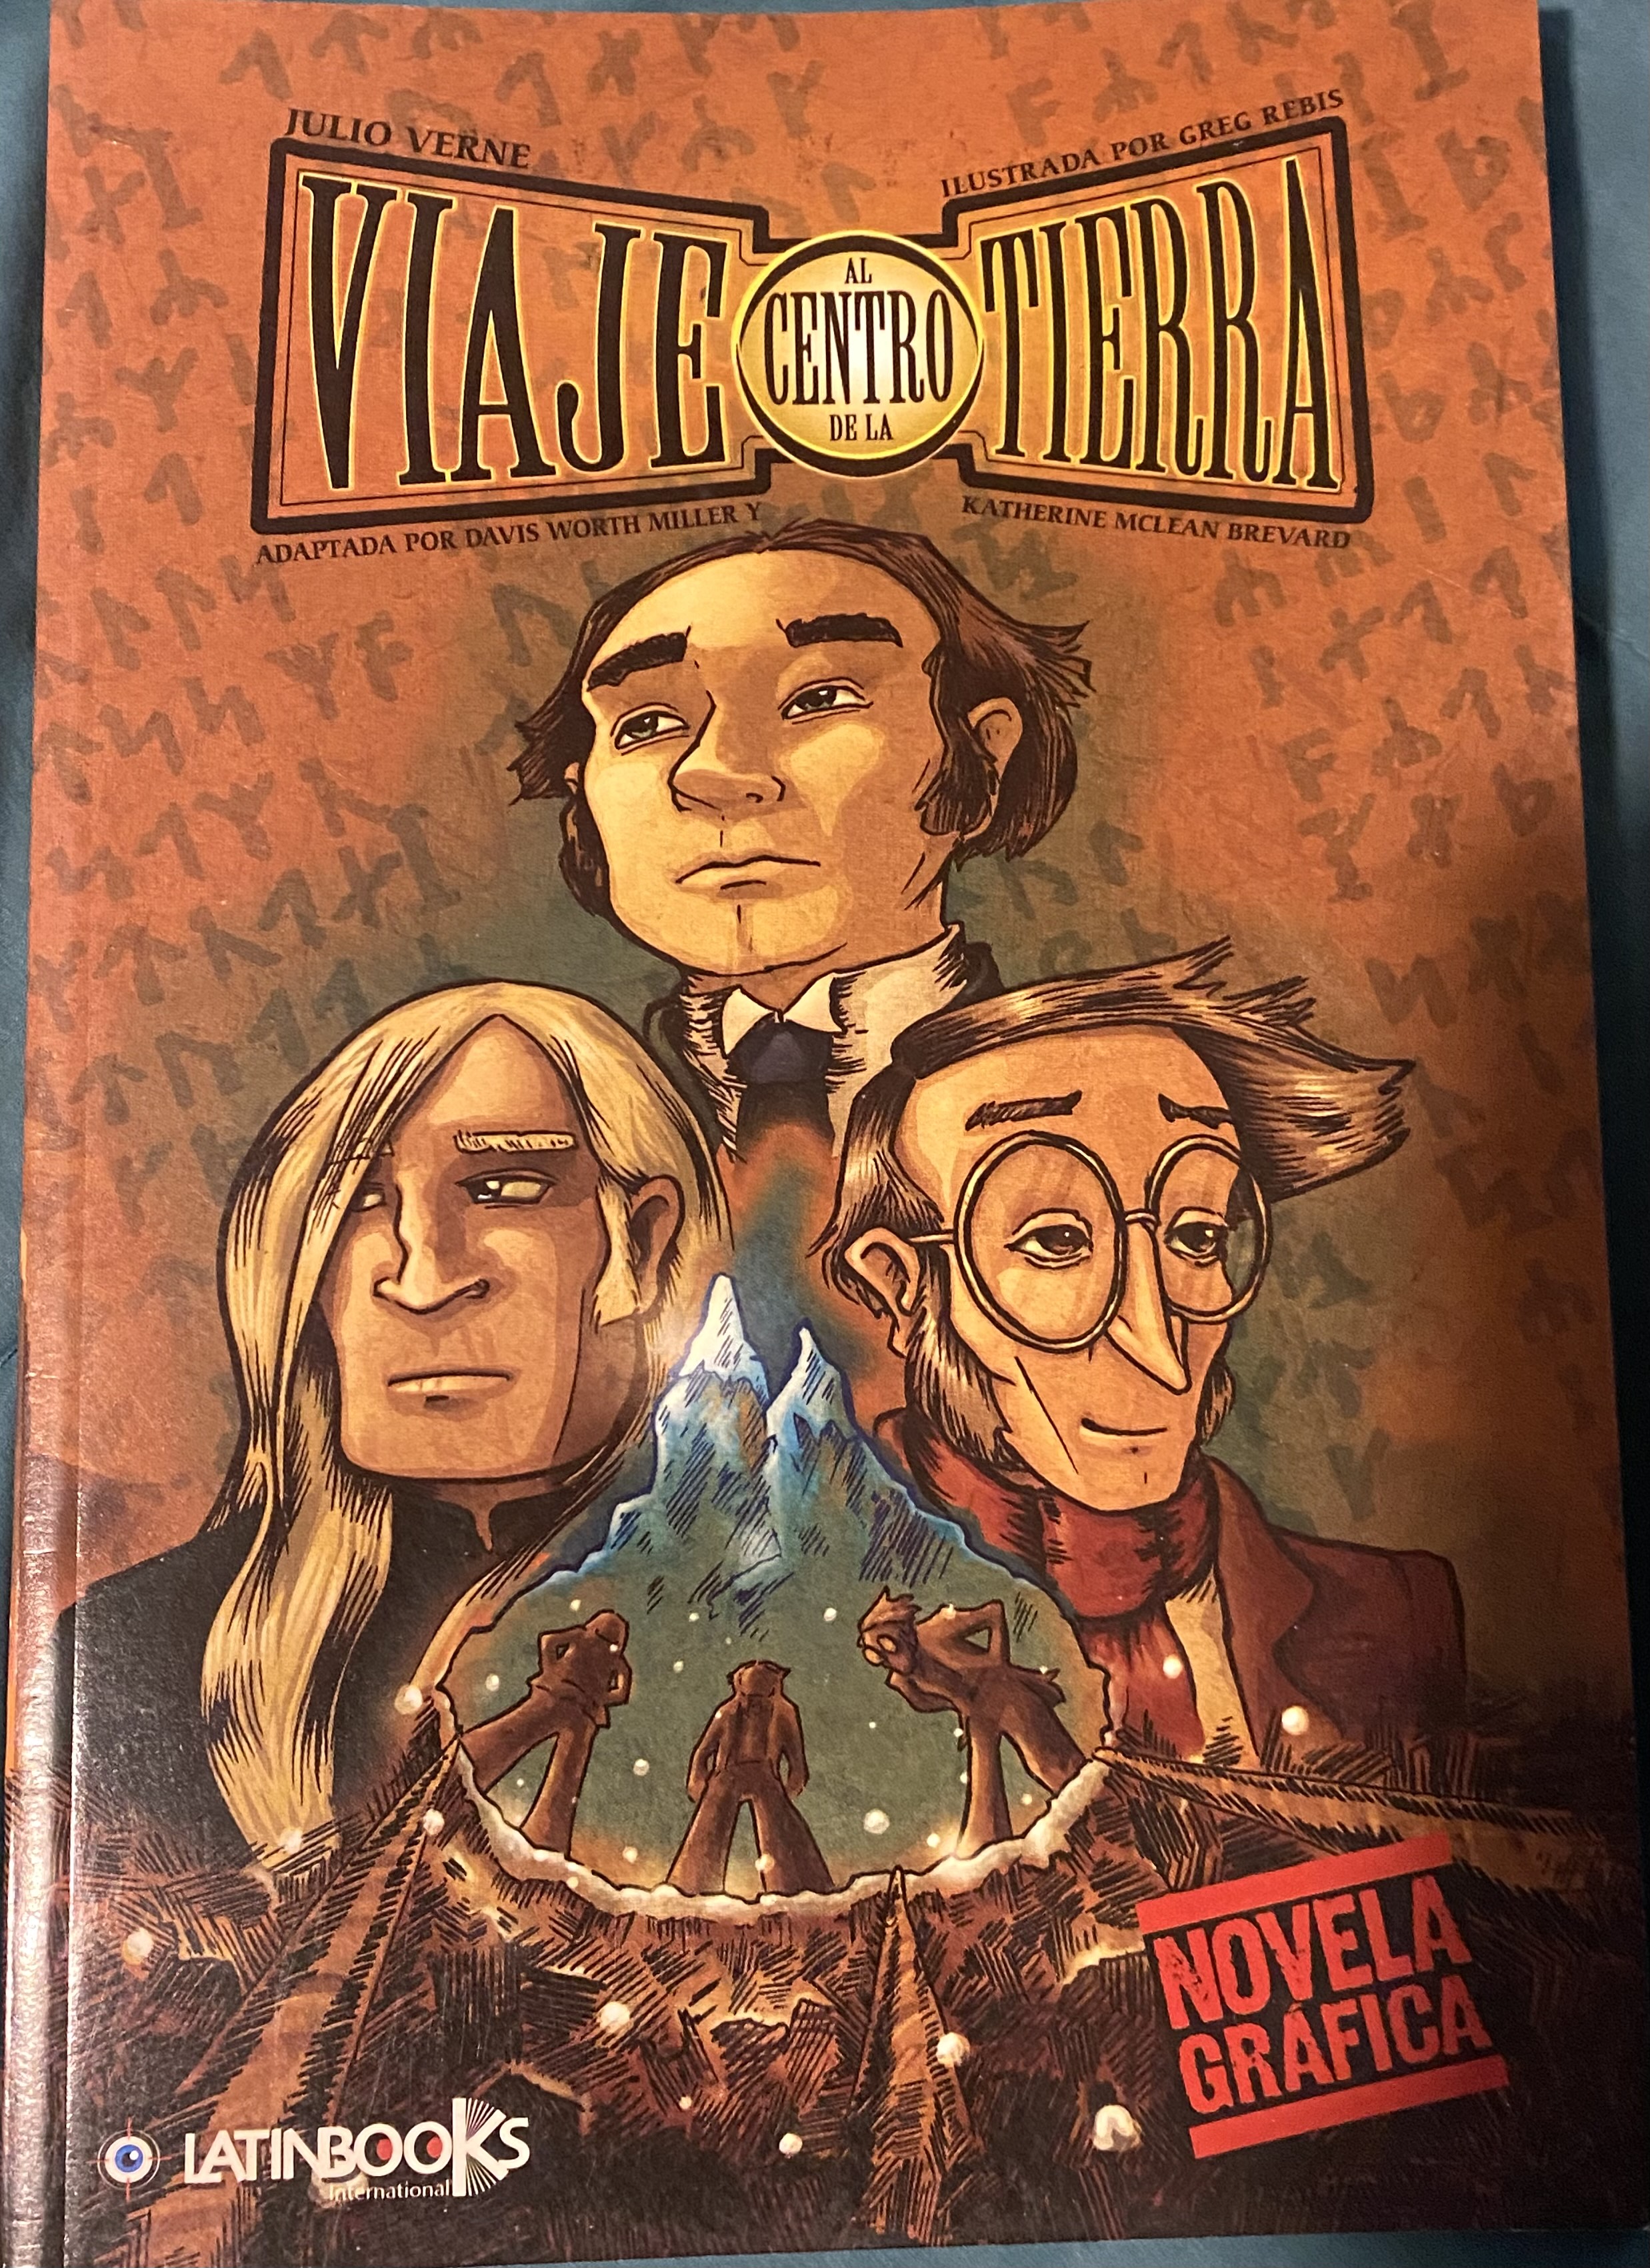 JULIO VERNE
ILUSTRADA POR GREG REBIS
VIAJE
AL
CENTRO
DE LA
TIERRA
ADAPTADA POR DAVIS WORTH MILLER Y
KATHERINE MCLEAN BREVARD
NOVELA
GRÁFICA
LATINBOOKS
International